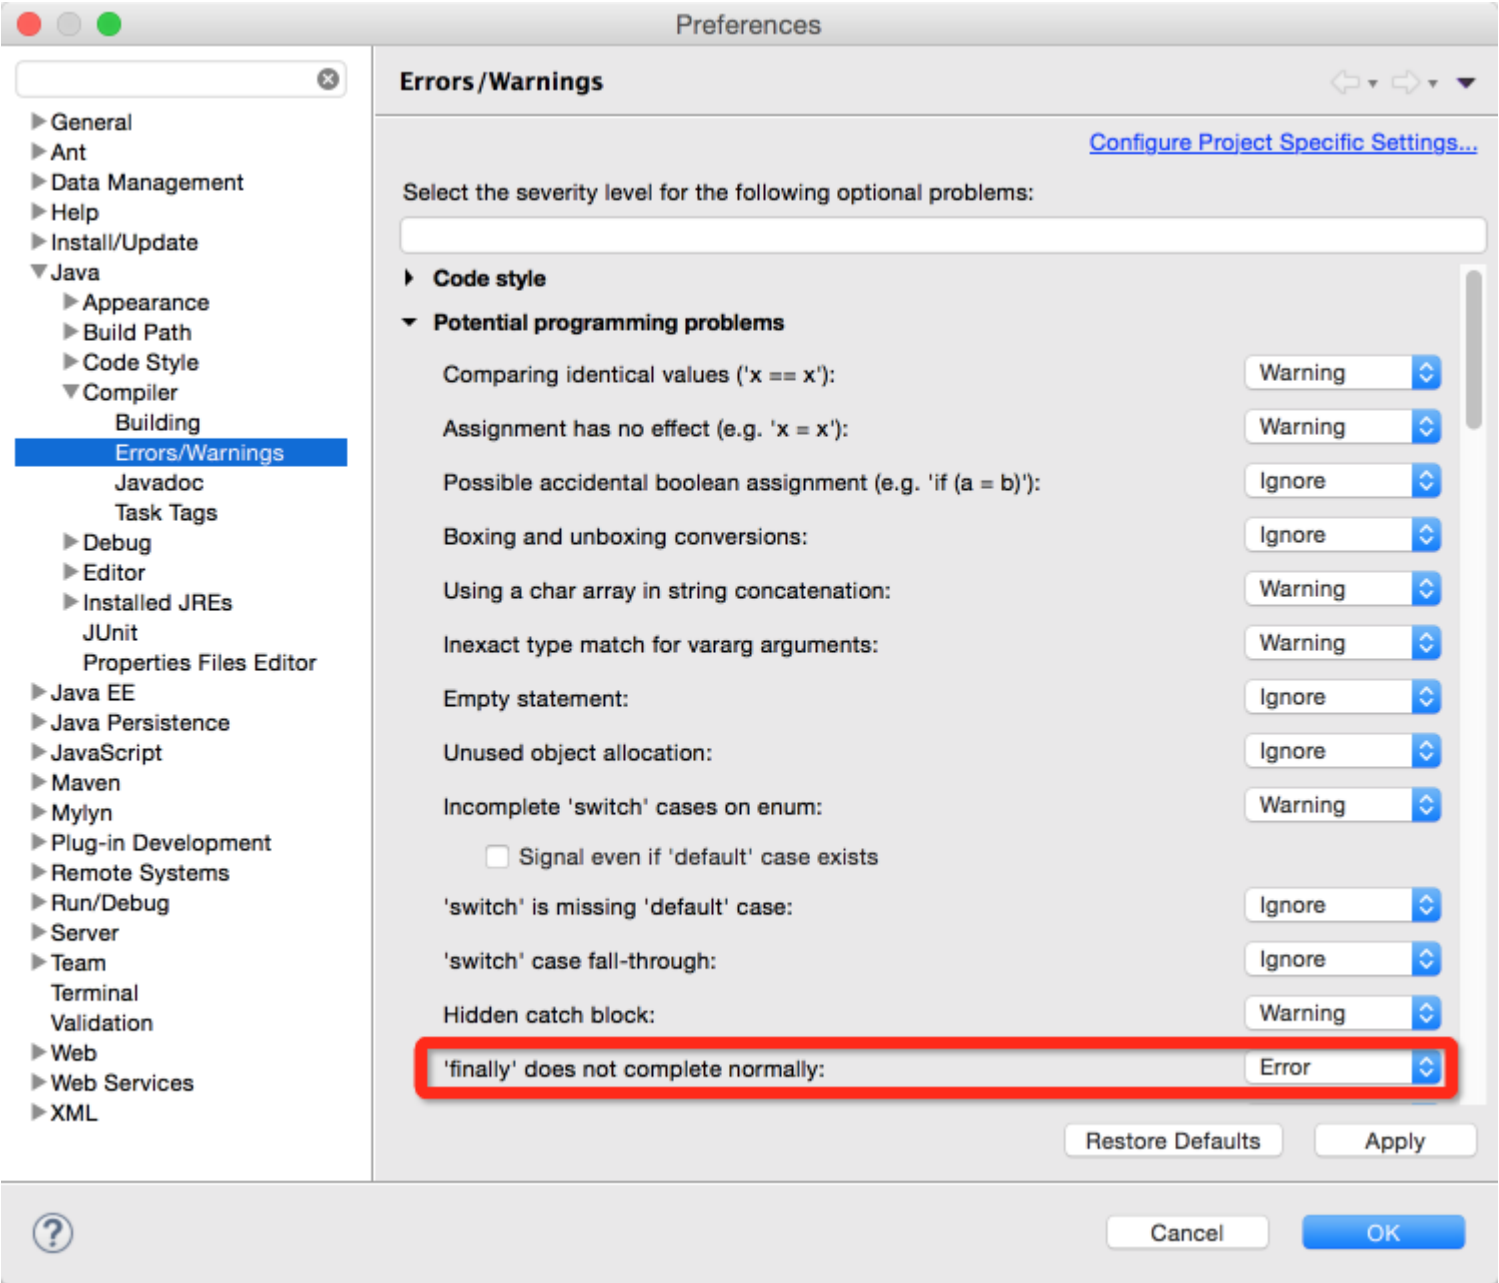 Preferences
Errors/Warnings
General
Ant
Data Management
Help
Install/Update
Java
Appearance
Build Path
Code Style
Compiler
Building
Errors/Warnings
Javadoc
Task Tags
Debug
Editor
Installed JREs
JUnit
Properties Files Editor
Java EE
Java Persistence
JavaScript
Maven
Mylyn
Plug-in Development
Remote Systems
Run/Debug
Server
Team
Terminal
Validation
Web
Web Services
XML
Configure Project Specific Settings...
Select the severity level for the following optional problems:
Code style
Potential programming problems
Comparing identical values ('x == x'): Warning
Assignment has no effect (e.g. 'x = x'): Warning
Possible accidental boolean assignment (e.g. 'if (a = b)'): Ignore
Boxing and unboxing conversions: Ignore
Using a char array in string concatenation: Warning
Inexact type match for vararg arguments: Warning
Empty statement: Ignore
Unused object allocation: Ignore
Incomplete 'switch' cases on enum: Warning
Signal even if 'default' case exists
'switch' is missing 'default' case: Ignore
'switch' case fall-through: Ignore
Hidden catch block: Warning
'finally' does not complete normally: Error
Restore Defaults Apply
? Cancel OK